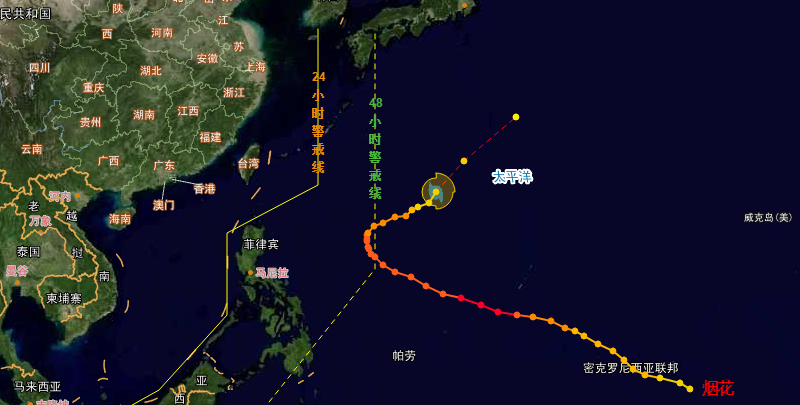 民共和国
陕
西
河南
江
苏
安徽
上海
四川
湖北
重庆
浙江
湖南
江西
贵州
福建
云南
广西
广东
台湾
香港
澳门
河内
海南
老
越
万象
挝
泰国
曼谷
南
柬埔寨
马来西亚
菲律宾
马尼拉
亚
西
24
小
时
警
戒
线
48
小
时
警
戒
线
太平洋
威克岛(美)
帕劳
密克罗尼西亚联邦
烟花